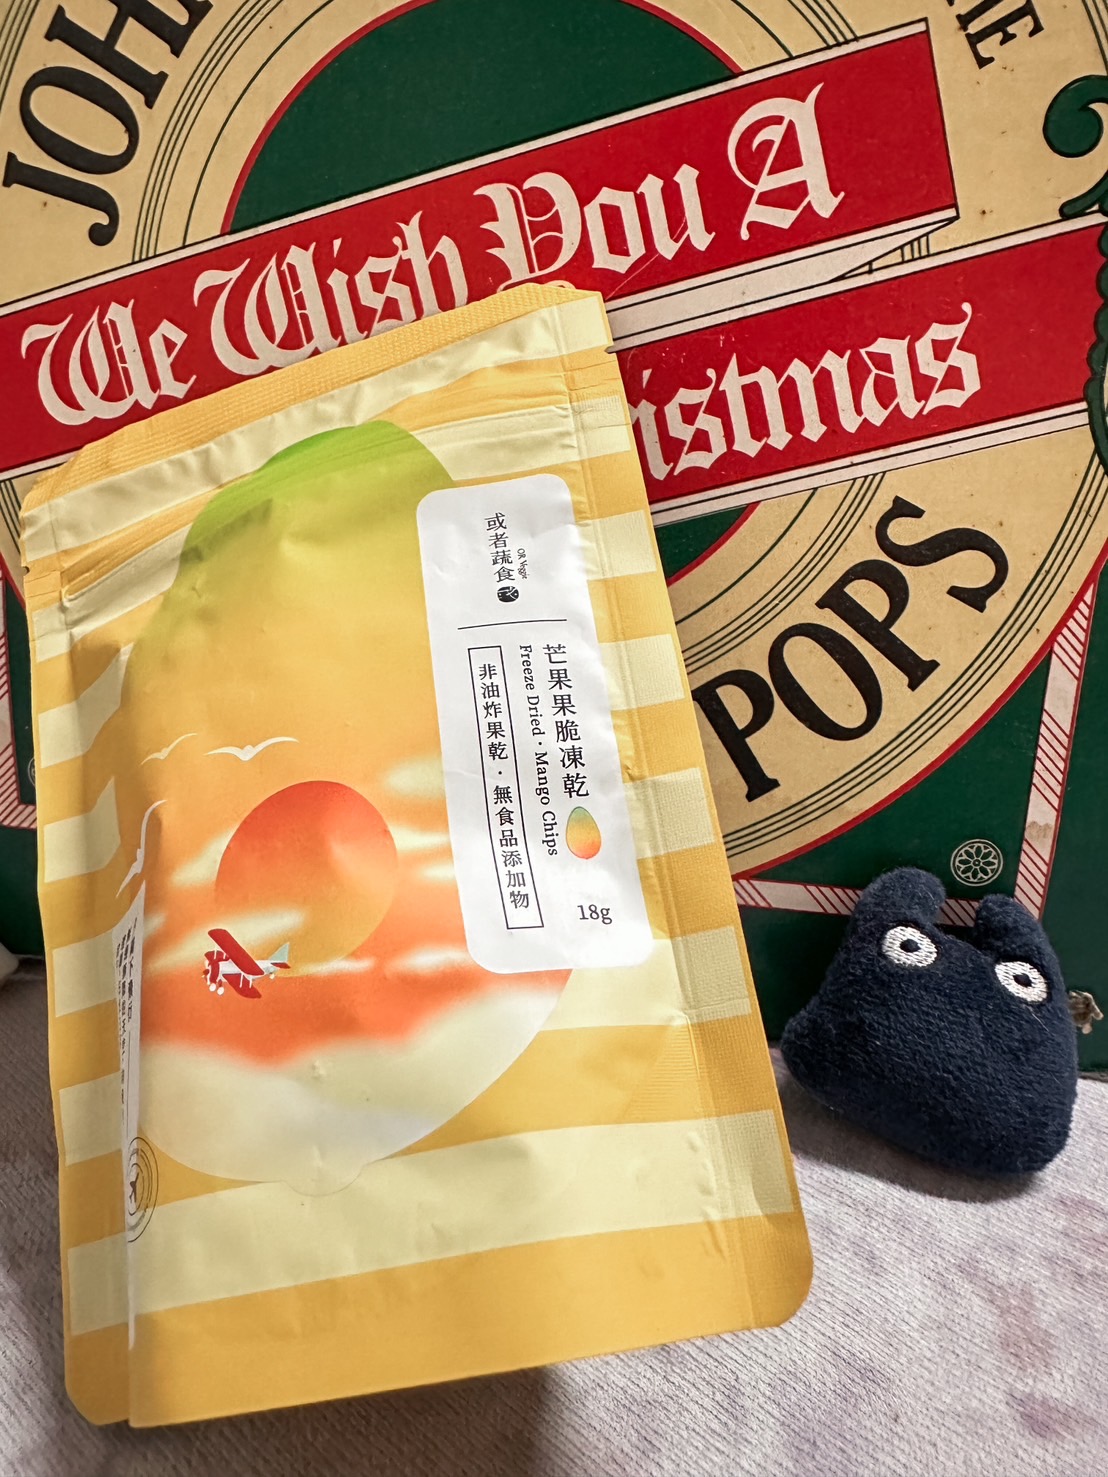 JOH
We Wish You A
istmas
POPS
或者蔬食
OR Veggie
芒果果脆凍乾
Freeze Dried · Mango Chips
非油炸果乾·無食品添加物
18g